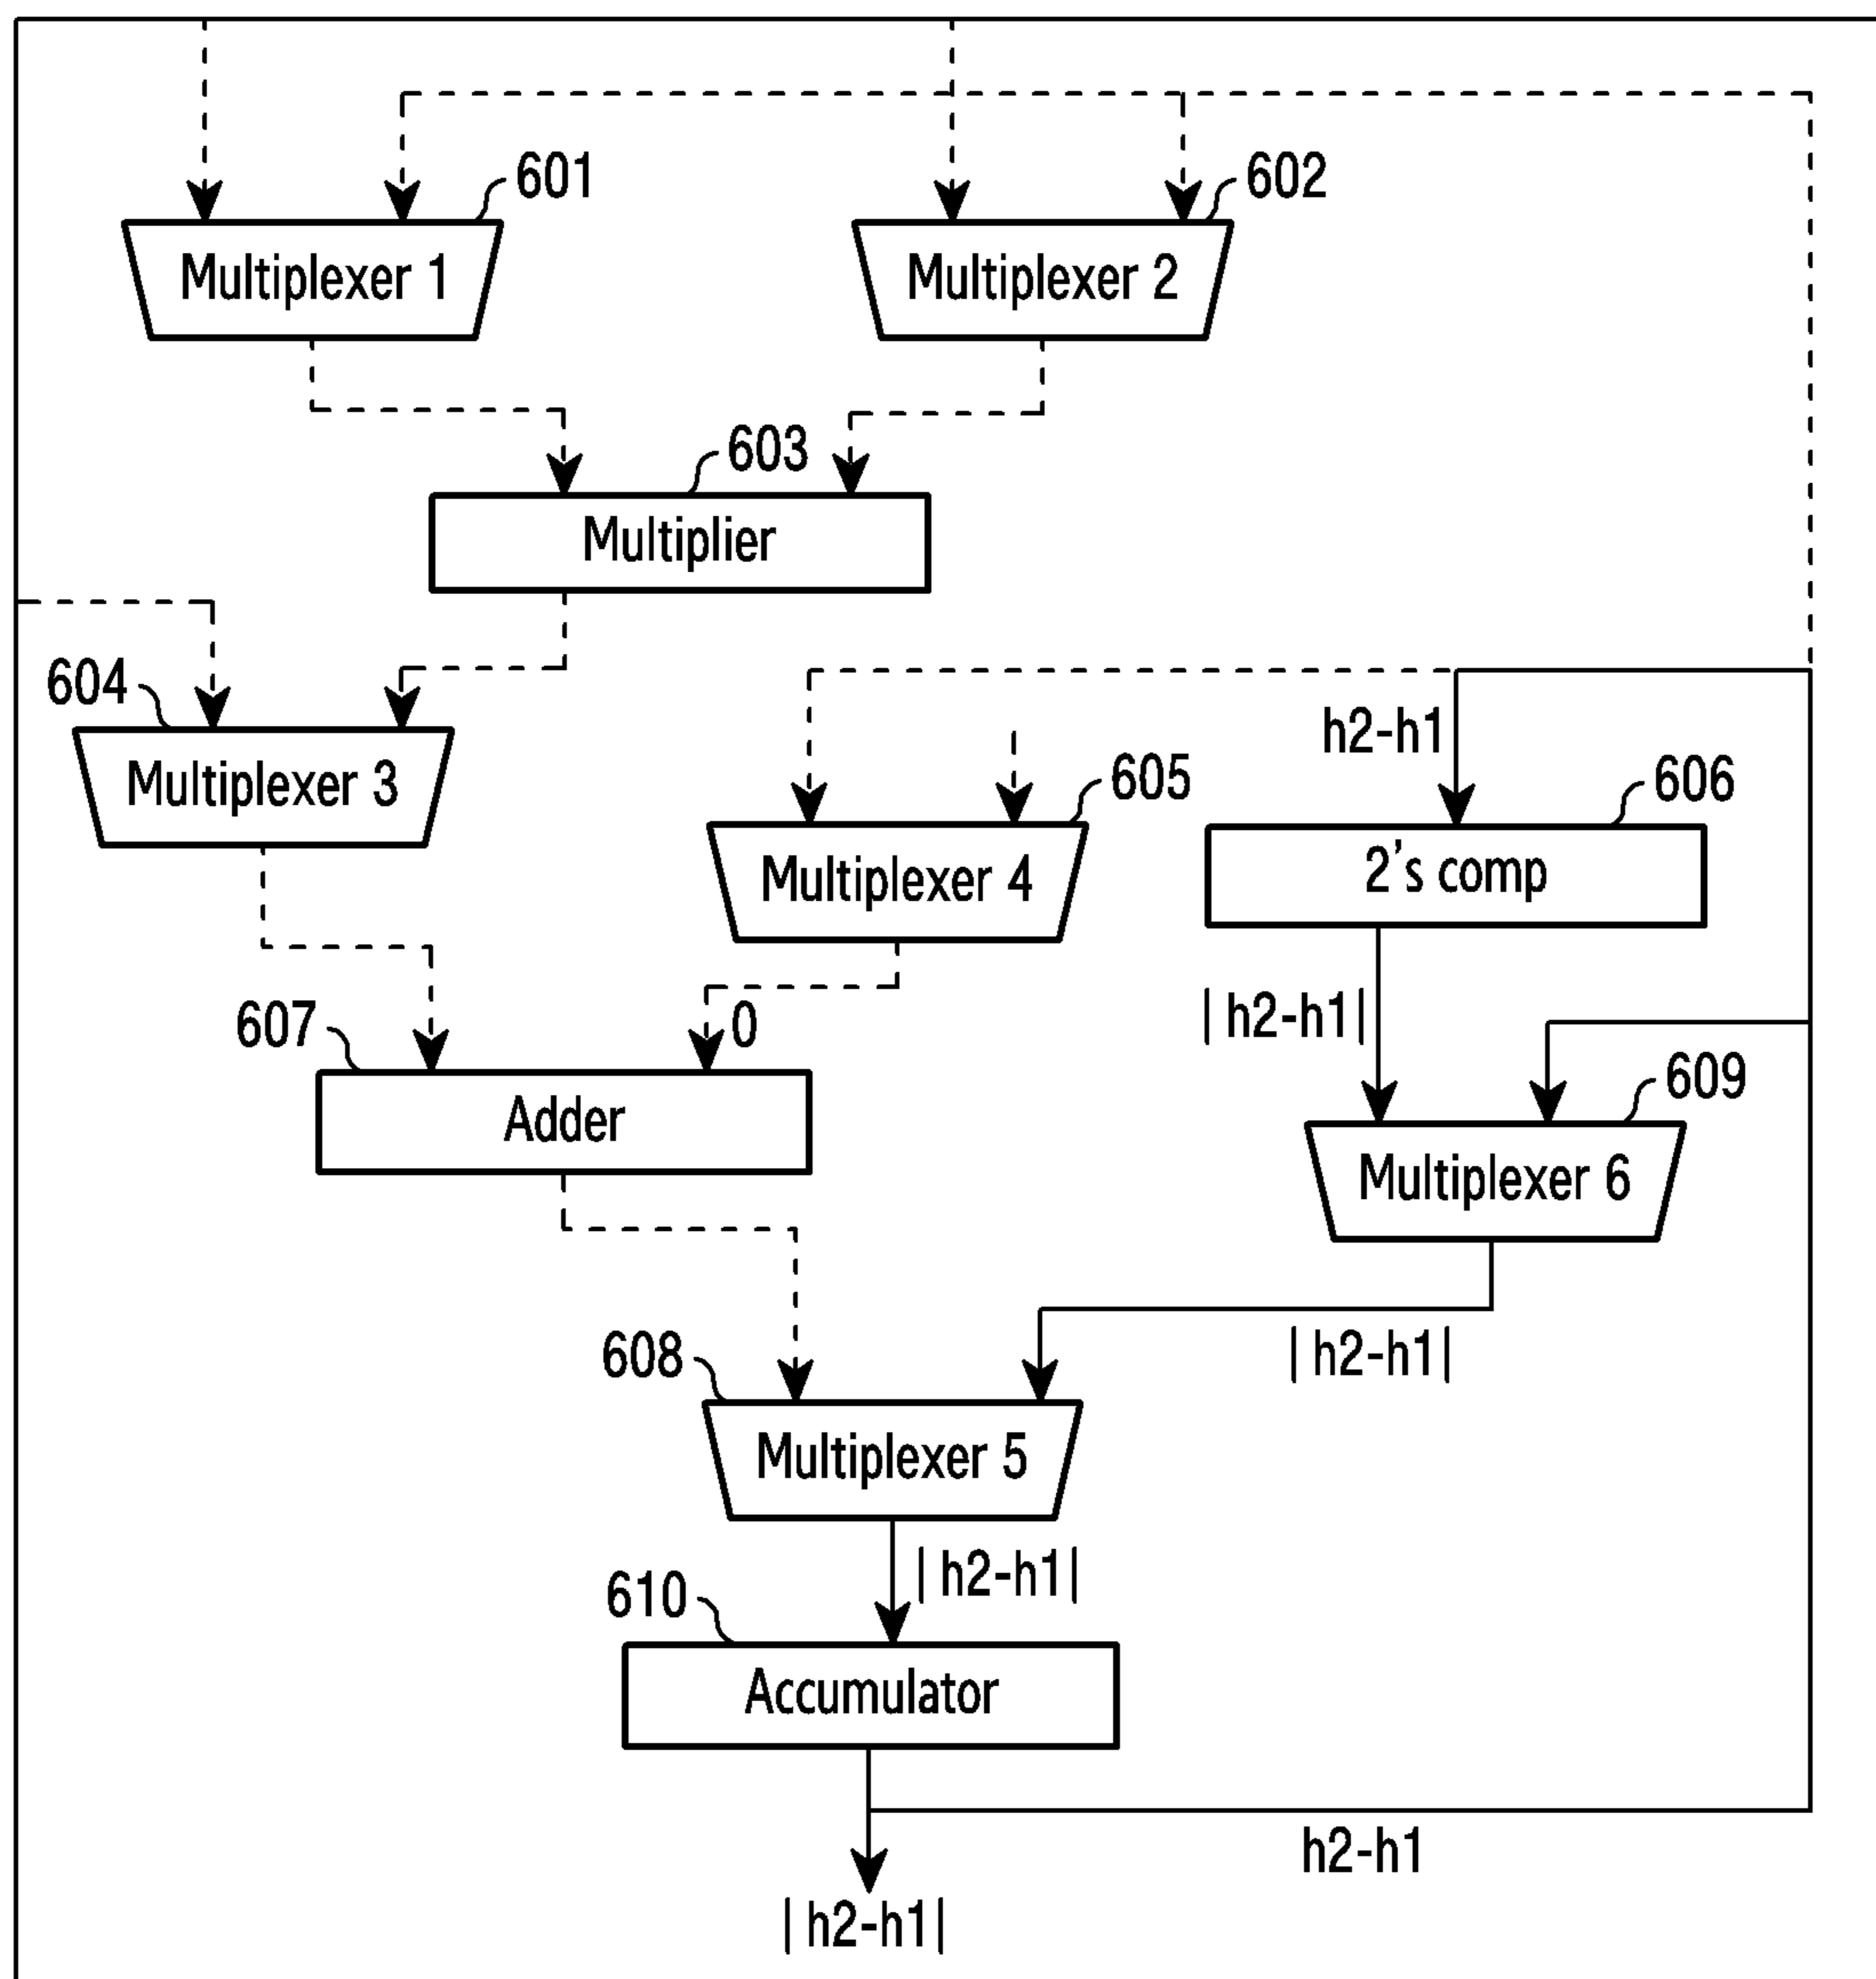 601
602
Multiplexer 1
Multiplexer 2
603
Multiplier
604
Multiplexer 3
h2-h1
605
606
Multiplexer 4
2's comp
607
0
|h2-h1|
Adder
609
Multiplexer 6
608
|h2-h1|
Multiplexer 5
|h2-h1|
610
Accumulator
h2-h1
|h2-h1|